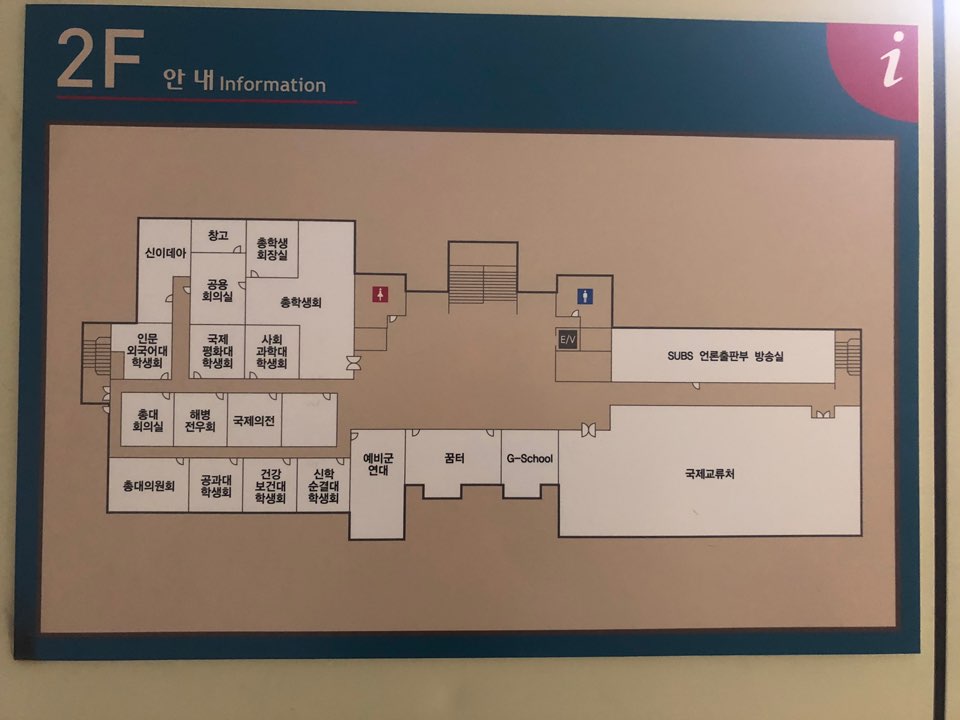 2F 안내 Information
i
신이데아
창고
총학생
회장실
공용
회의실
총학생회
인문
외국어대
학생회
국제
평화대
학생회
사회
과학대
학생회
E/V
SUBS 언론출판부 방송실
총대
회의실
해병
전우회
국제의전
총대의원회
공과대
학생회
건강
보건대
학생회
신학
순결대
학생회
예비군
연대
꿈터
G-School
국제교류처